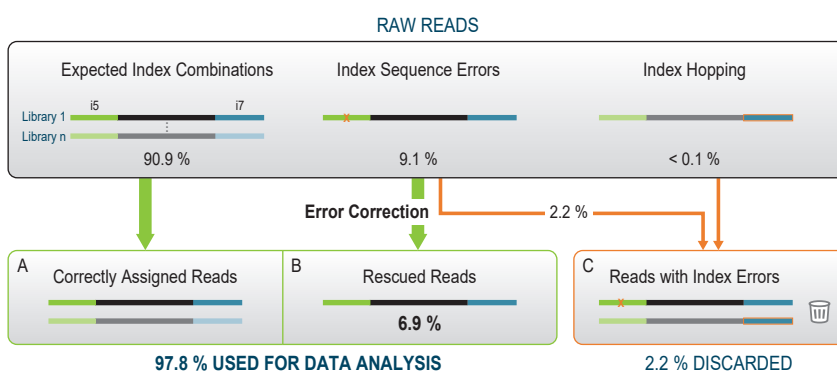 RAW READS
Expected Index Combinations
Index Sequence Errors
Index Hopping
i5
i7
Library 1
Library n
x
90.9 %
9.1 %
< 0.1 %
Error Correction
2.2 %
A
Correctly Assigned Reads
B
Rescued Reads
6.9 %
C
Reads with Index Errors
x
97.8 % USED FOR DATA ANALYSIS
2.2 % DISCARDED